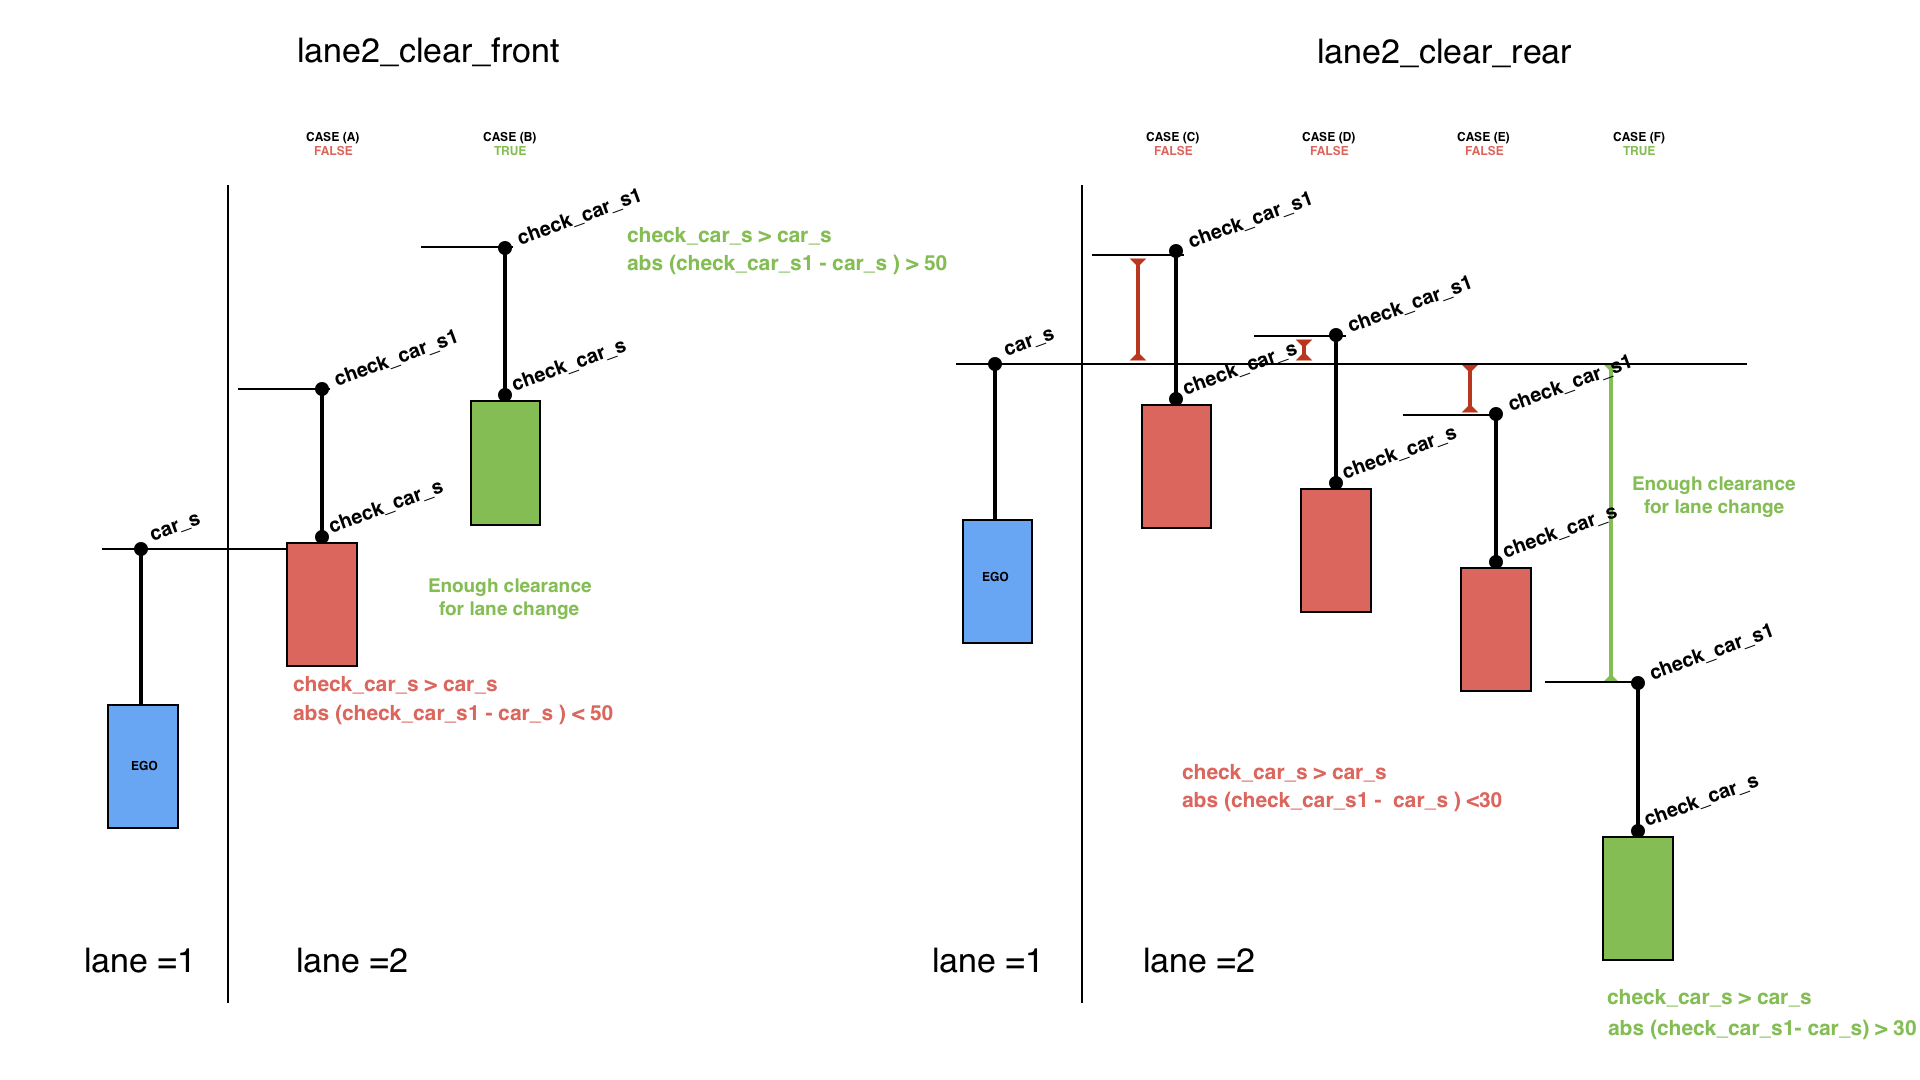 lane2_clear_front
CASE (A)
FALSE
CASE (B)
TRUE
check_car_s1
check_car_s > car_s
abs (check_car_s1 - car_s ) > 50
check_car_s1
check_car_s
check_car_s
car_s
Enough clearance
for lane change
check_car_s > car_s
abs (check_car_s1 - car_s ) < 50
EGO
lane =1
lane =2
lane2_clear_rear
CASE (C)
FALSE
CASE (D)
FALSE
CASE (E)
FALSE
CASE (F)
TRUE
check_car_s1
check_car_s1
car_s
check_car_s
check_car_s1
check_car_s
Enough clearance
for lane change
check_car_s
EGO
check_car_s1
check_car_s > car_s
abs (check_car_s1 -  car_s ) <30
check_car_s
lane =1
lane =2
check_car_s > car_s
abs (check_car_s1- car_s) > 30